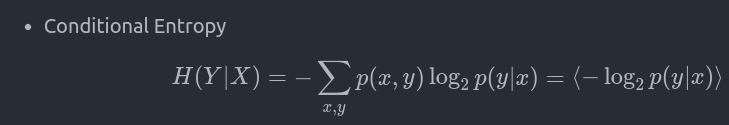 • Conditional Entropy
H(Y|X) = − ∑_{x,y} p(x, y) log₂ p(y|x) = ⟨− log₂ p(y|x)⟩